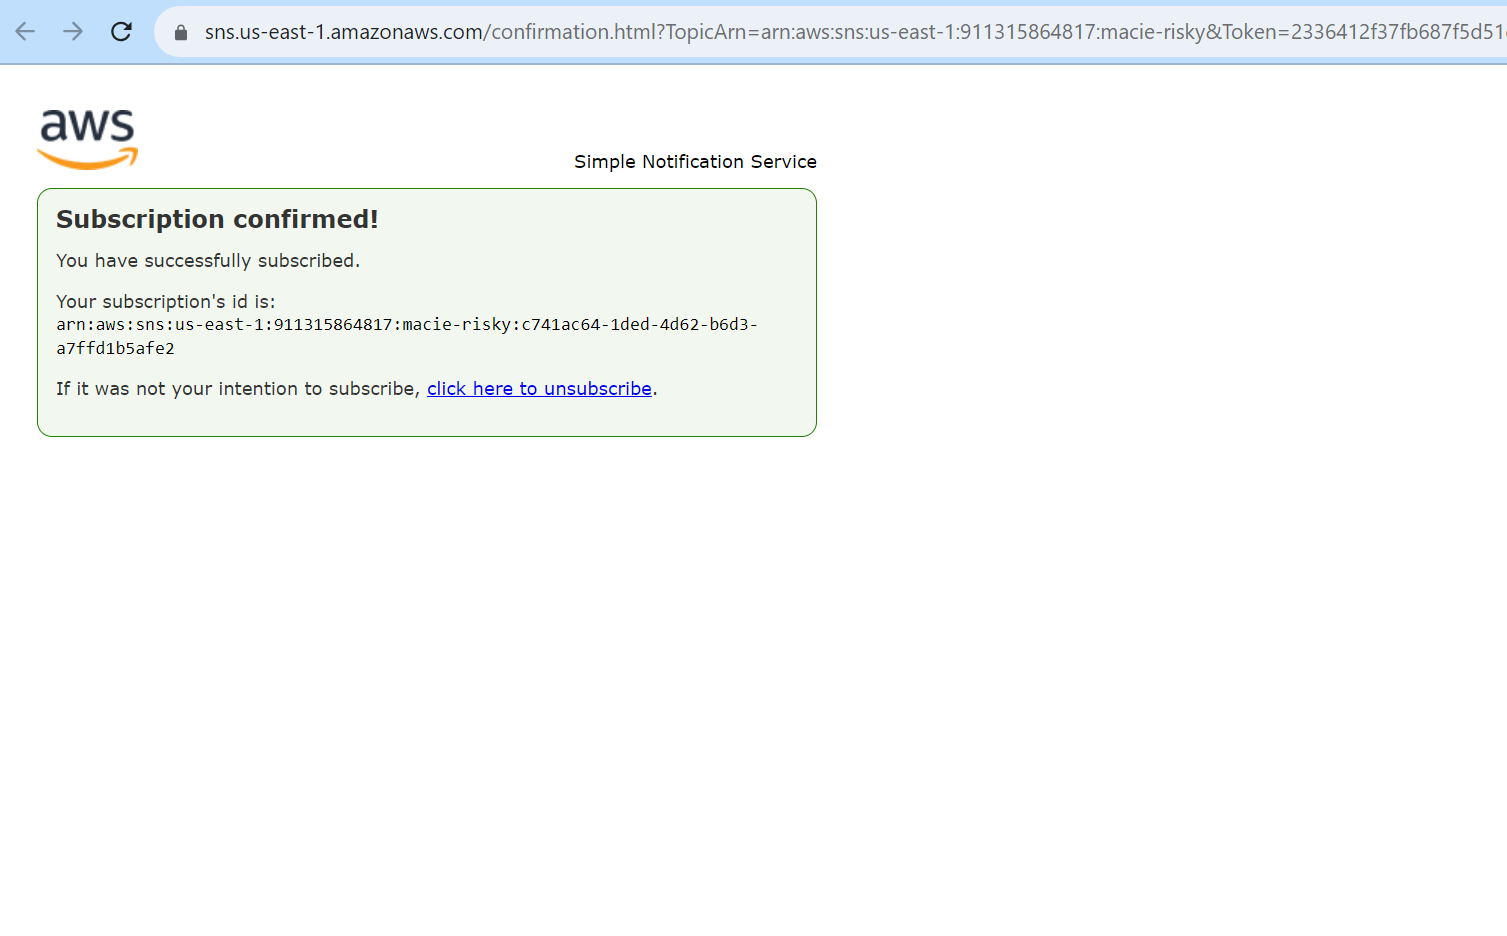 sns.us-east-1.amazonaws.com/confirmation.html?TopicArn=arn:aws:sns:us-east-1:911315864817:macie-risky&Token=2336412f37fb687f5d51
aws
Simple Notification Service
Subscription confirmed!
You have successfully subscribed.
Your subscription's id is:
arn:aws:sns:us-east-1:911315864817:macie-risky:c741ac64-1ded-4d62-b6d3-
a7ffd1b5afe2
If it was not your intention to subscribe, click here to unsubscribe.